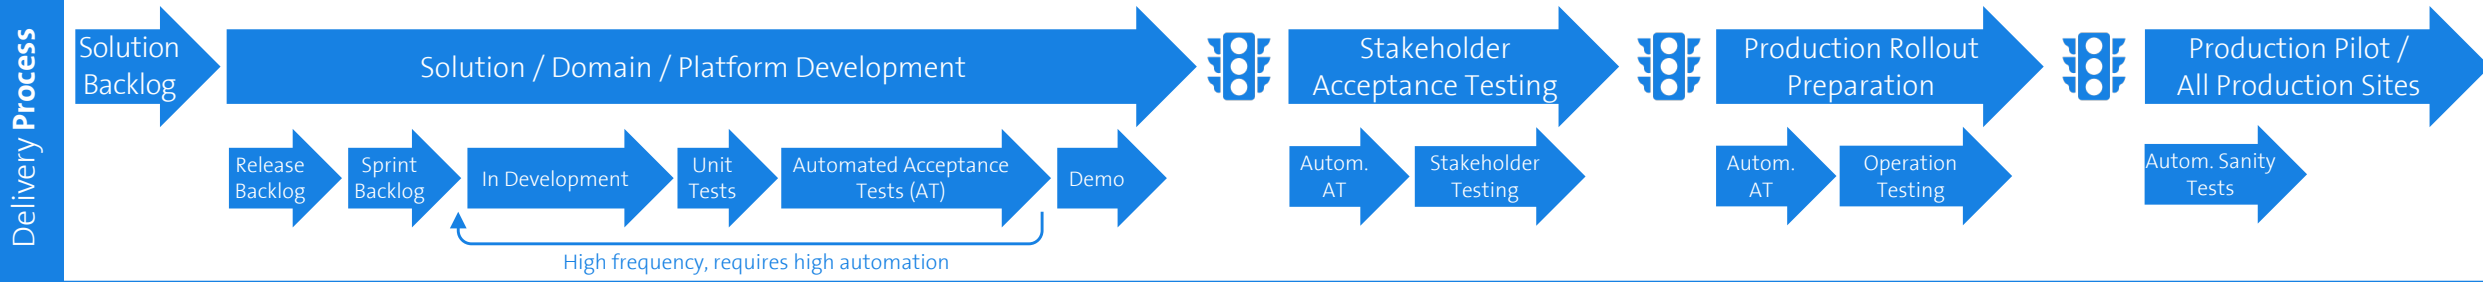 Delivery Process
Solution
Backlog
Solution / Domain / Platform Development
Stakeholder
Acceptance Testing
Production Rollout
Preparation
Production Pilot /
All Production Sites
Release
Backlog
Sprint
Backlog
In Development
Unit
Tests
Automated Acceptance
Tests (AT)
Demo
Autom.
AT
Stakeholder
Testing
Autom.
AT
Operation
Testing
Autom. Sanity
Tests
High frequency, requires high automation